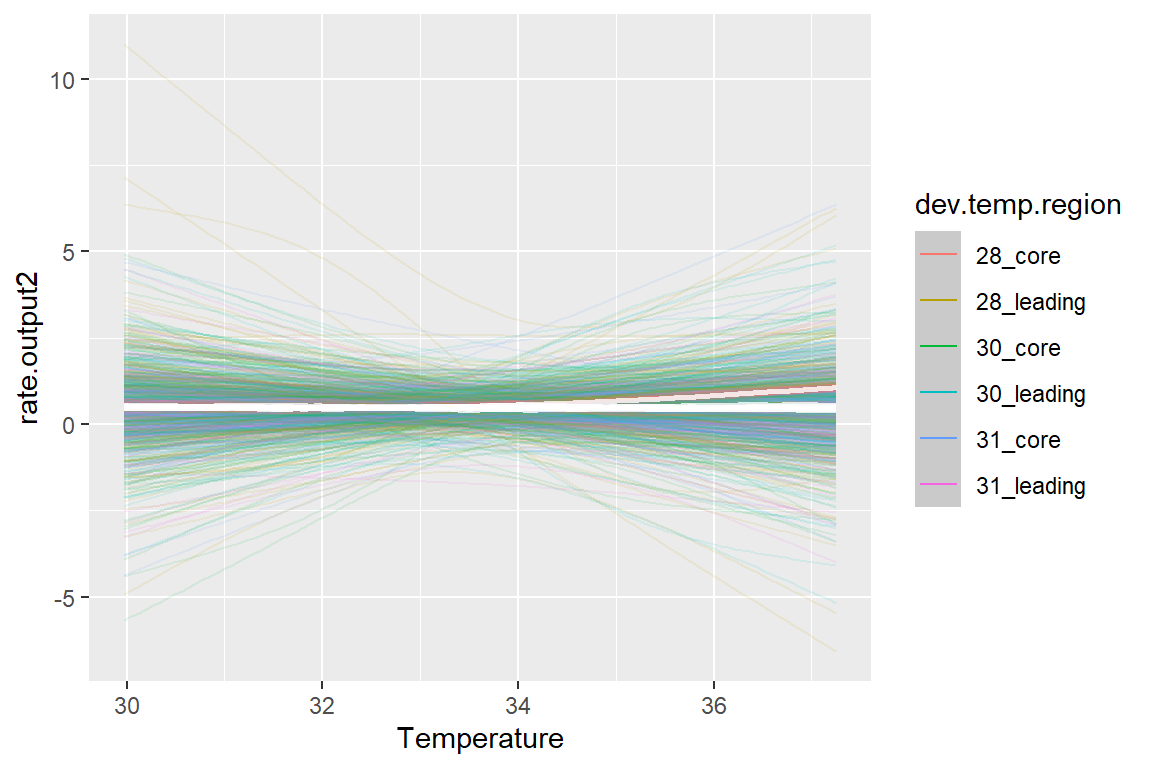 10
5
0
-5
30
32
34
36
Temperature
rate.output2
dev.temp.region
28_core
28_leading
30_core
30_leading
31_core
31_leading